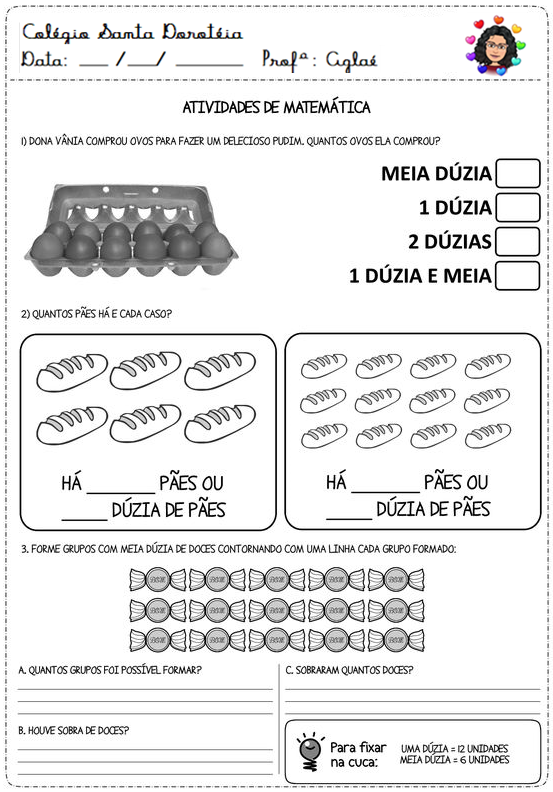 Colégio Santa Dorotéia
Data: ___ /___/ ______ Profª: Ciglaé
ATIVIDADES DE MATEMÁTICA
1) DONA VÂNIA COMPROU OVOS PARA FAZER UM DELECIOSO PUDIM. QUANTOS OVOS ELA COMPROU?
MEIA DÚZIA
1 DÚZIA
2 DÚZIAS
1 DÚZIA E MEIA
2) QUANTOS PÃES HÁ E CADA CASO?
HÁ _______ PÃES OU
_____ DÚZIA DE PÃES
HÁ _______ PÃES OU
_____ DÚZIA DE PÃES
3. FORME GRUPOS COM MEIA DÚZIA DE DOCES CONTORNANDO COM UMA LINHA CADA GRUPO FORMADO:
A. QUANTOS GRUPOS FOI POSSÍVEL FORMAR?
B. HOUVE SOBRA DE DOCES?
C. SOBRARAM QUANTOS DOCES?
Para fixar
na cuca:
UMA DÚZIA = 12 UNIDADES
MEIA DÚZIA = 6 UNIDADES